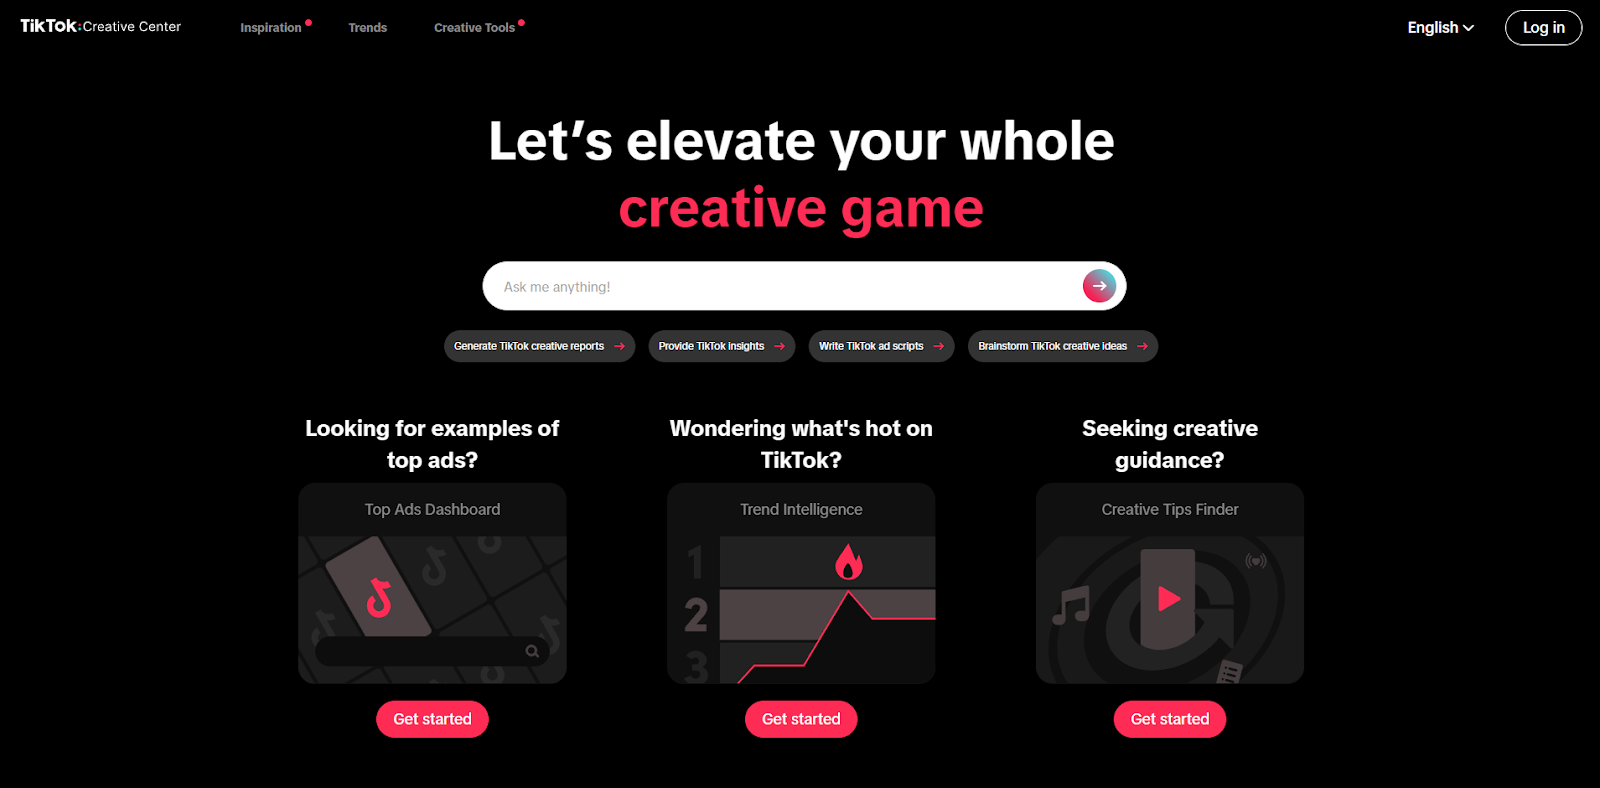 TikTok:Creative Center
Inspiration
Trends
Creative Tools
English
Log in
Let’s elevate your whole
creative game
Ask me anything!
Generate TikTok creative reports
Provide TikTok insights
Write TikTok ad scripts
Brainstorm TikTok creative ideas
Looking for examples of
top ads?
Top Ads Dashboard
Get started
Wondering what's hot on
TikTok?
Trend Intelligence
1
2
3
Get started
Seeking creative
guidance?
Creative Tips Finder
Get started